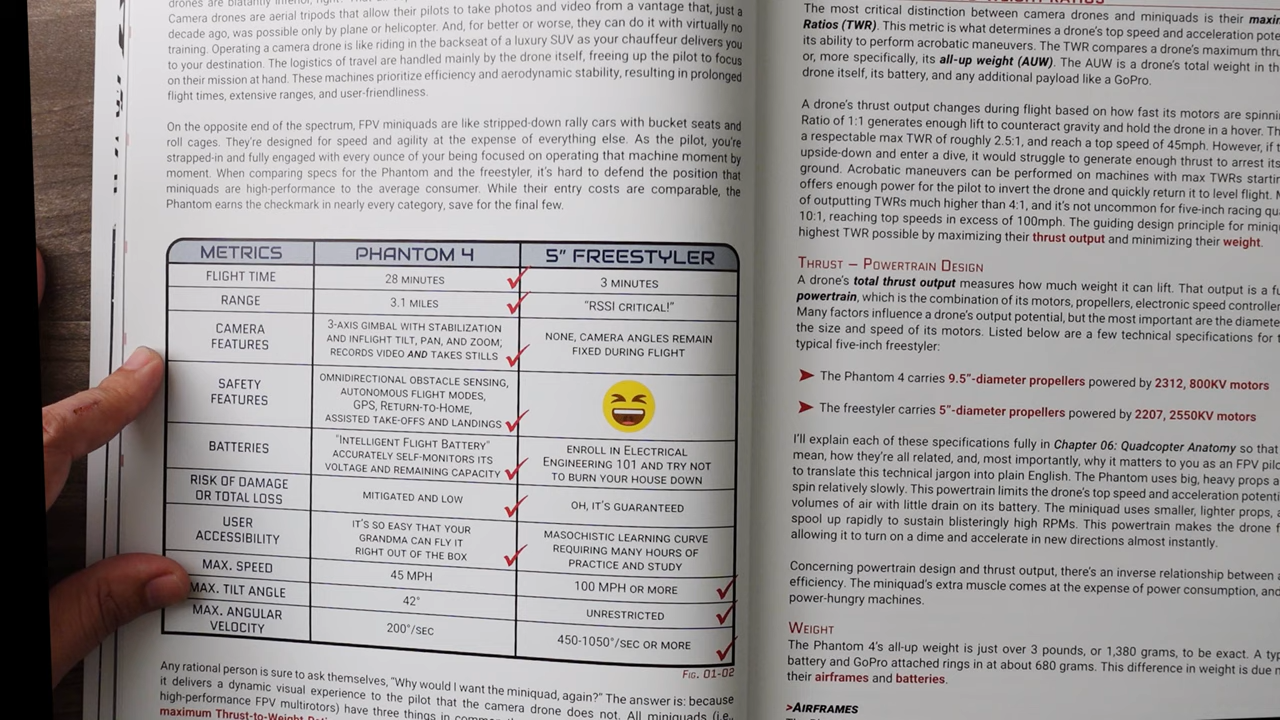 drones are blatantly inferior, right?
Camera drones are aerial tripods that allow their pilots to take photos and video from a vantage that, just a
decade ago, was possible only by plane or helicopter. And, for better or worse, they can do it with virtually no
training. Operating a camera drone is like riding in the backseat of a luxury SUV as your chauffeur delivers you
to your destination. The logistics of travel are handled mainly by the drone itself, freeing up the pilot to focus
on their mission at hand. These machines prioritize efficiency and aerodynamic stability, resulting in prolonged
flight times, extensive ranges, and user-friendliness.
On the opposite end of the spectrum, FPV miniquads are like stripped-down rally cars with bucket seats and
roll cages. They're designed for speed and agility at the expense of everything else. As the pilot, you're
strapped-in and fully engaged with every ounce of your being focused on operating that machine moment by
moment. When comparing specs for the Phantom and the freestyler, it's hard to defend the position that
miniquads are high-performance to the average consumer. While their entry costs are comparable, the
Phantom earns the checkmark in nearly every category, save for the final few.
METRICS PHANTOM 4 5" FREESTYLER
FLIGHT TIME 28 MINUTES 3 MINUTES
RANGE 3.1 MILES "RSSI CRITICAL!"
CAMERA
FEATURES
3-AXIS GIMBAL WITH STABILIZATION
AND INFLIGHT TILT, PAN, AND ZOOM,
RECORDS VIDEO AND TAKES STILLS
NONE, CAMERA ANGLES REMAIN
FIXED DURING FLIGHT
SAFETY
FEATURES
OMNIDIRECTIONAL OBSTACLE SENSING,
AUTONOMOUS FLIGHT MODES,
GPS, RETURN-TO-HOME,
ASSISTED TAKE-OFFS AND LANDINGS
BATTERIES
"INTELLIGENT FLIGHT BATTERY"
ACCURATELY SELF-MONITORS ITS
VOLTAGE AND REMAINING CAPACITY
ENROLL IN ELECTRICAL
ENGINEERING 101 AND TRY NOT
TO BURN YOUR HOUSE DOWN
RISK OF DAMAGE
OR TOTAL LOSS
MITIGATED AND LOW
OH, IT'S GUARANTEED
USER
ACCESSIBILITY
IT'S SO EASY THAT YOUR
GRANDMA CAN FLY IT
RIGHT OUT OF THE BOX
MASOCHISTIC LEARNING CURVE
REQUIRING MANY HOURS OF
PRACTICE AND STUDY
MAX. SPEED 45 MPH 100 MPH OR MORE
MAX. TILT ANGLE 42° UNRESTRICTED
MAX. ANGULAR
VELOCITY
200°/SEC
450-1050°/SEC OR MORE
FIG. 01-02
Any rational person is sure to ask themselves, "Why would I want the miniquad, again?" The answer is: because
it delivers a dynamic visual experience to the pilot that the camera drone does not. All miniquads (i.e.,
high-performance FPV multirotors) have three things in common
maximum Thrust-to-Weight
The most critical distinction between camera drones and miniquads is their
Ratios (TWR). This metric is what determines a drone's top speed and acceleration
its ability to perform acrobatic maneuvers. The TWR compares a drone's maximum
or, more specifically, its all-up weight (AUW). The AUW is a drone's total weight in
drone itself, its battery, and any additional payload like a GoPro.
A drone's thrust output changes during flight based on how fast its motors are
Ratio of 1:1 generates enough lift to counteract gravity and hold the drone in a hover.
a respectable max TWR of roughly 2.5:1, and reach a top speed of 45mph. However, if
upside-down and enter a dive, it would struggle to generate enough thrust to arrest its
ground. Acrobatic maneuvers can be performed on machines with max TWRs
offers enough power for the pilot to invert the drone and quickly return it to level flight.
of outputting TWRs much higher than 4:1, and it's not uncommon for five-inch racing
10:1, reaching top speeds in excess of 100mph. The guiding design principle for
highest TWR possible by maximizing their thrust output and minimizing their weight.
THRUST – POWERTRAIN DESIGN
A drone's total thrust output measures how much weight it can lift. That output is a
powertrain, which is the combination of its motors, propellers, electronic speed
Many factors influence a drone's output potential, but the most important are the
the size and speed of its motors. Listed below are a few technical specifications for
typical five-inch freestyler:
➤ The Phantom 4 carries 9.5"-diameter propellers powered by 2312, 800KV motors
➤ The freestyler carries 5"-diameter propellers powered by 2207, 2550KV motors
I'll explain each of these specifications fully in Chapter 06: Quadcopter Anatomy so
mean, how they're all related, and, most importantly, why it matters to you as an FPV
to translate this technical jargon into plain English. The Phantom uses big, heavy props
spin relatively slowly. This powertrain limits the drone's top speed and acceleration
volumes of air with little drain on its battery. The miniquad uses smaller, lighter props,
spool up rapidly to sustain blisteringly high RPMs. This powertrain makes the drone
allowing it to turn on a dime and accelerate in new directions almost instantly.
Concerning powertrain design and thrust output, there's an inverse relationship between
efficiency. The miniquad's extra muscle comes at the expense of power consumption, and
power-hungry machines.
WEIGHT
The Phantom 4's all-up weight is just over 3 pounds, or 1,380 grams, to be exact. A
battery and GoPro attached rings in at about 680 grams. This difference in weight is due
their airframes and batteries.
>AIRFRAMES